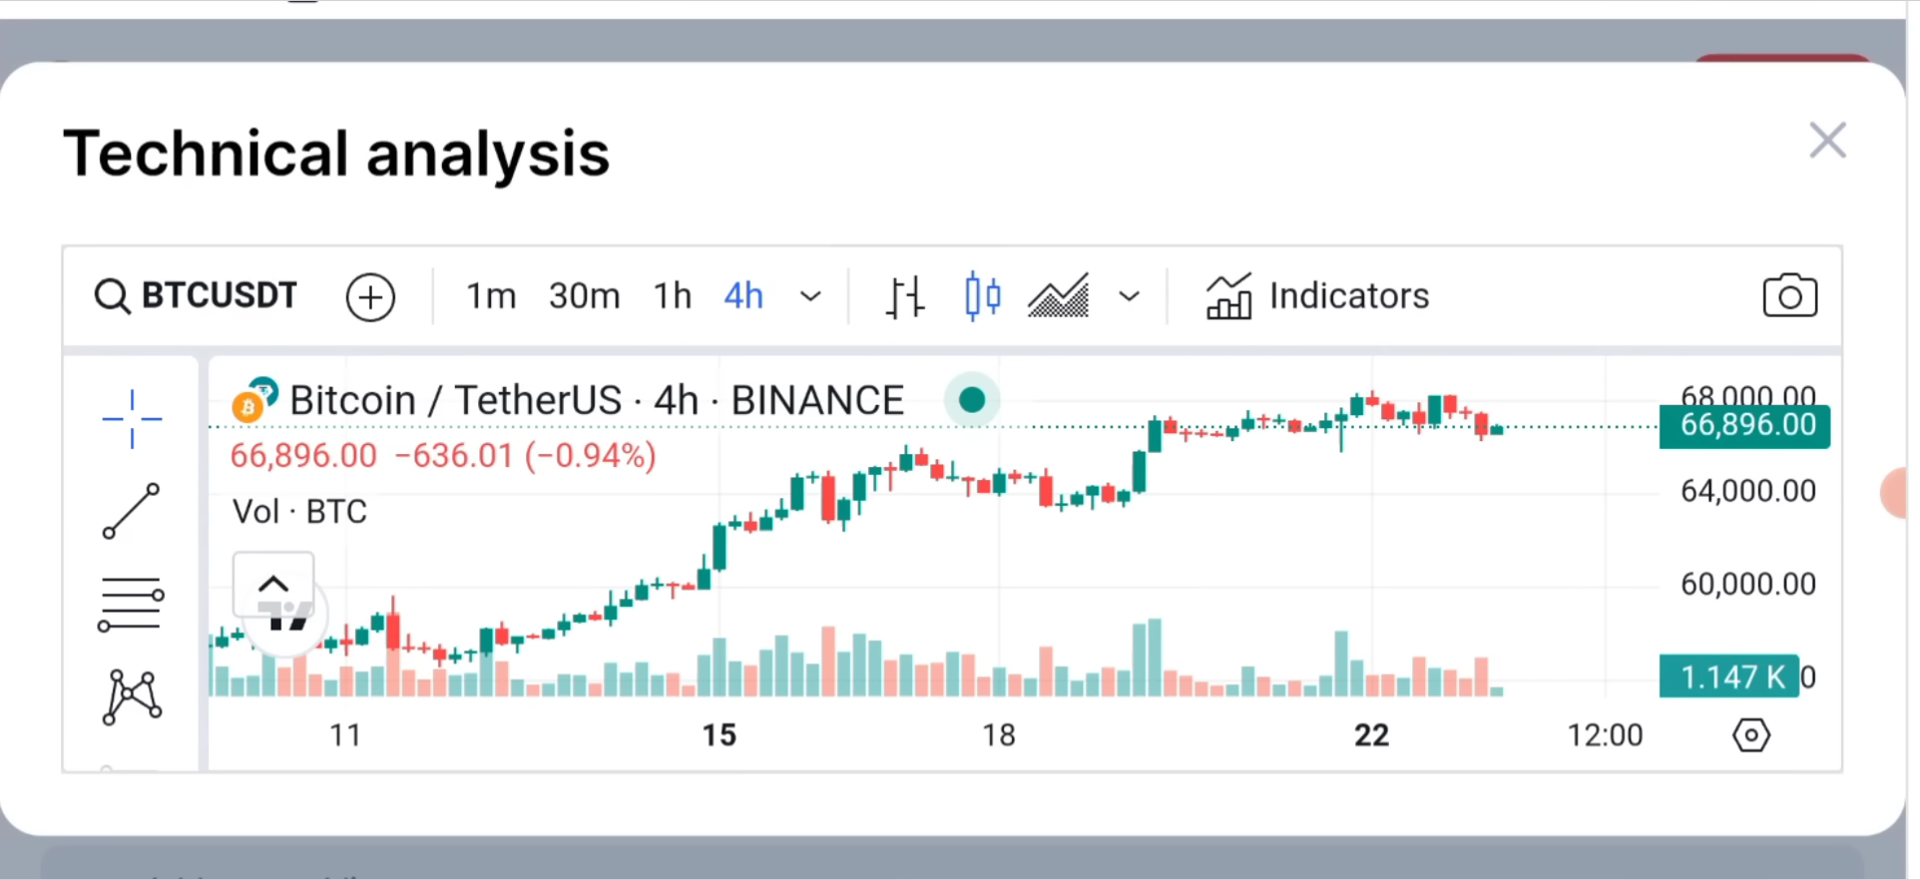 Technical analysis
BTCUSDT 1m 30m 1h 4h Indicators
Bitcoin / TetherUS · 4h · BINANCE
66,896.00 −636.01 (−0.94%)
Vol · BTC
68,000.00
66,896.00
64,000.00
60,000.00
1.147 K 0
11 15 18 22 12:00